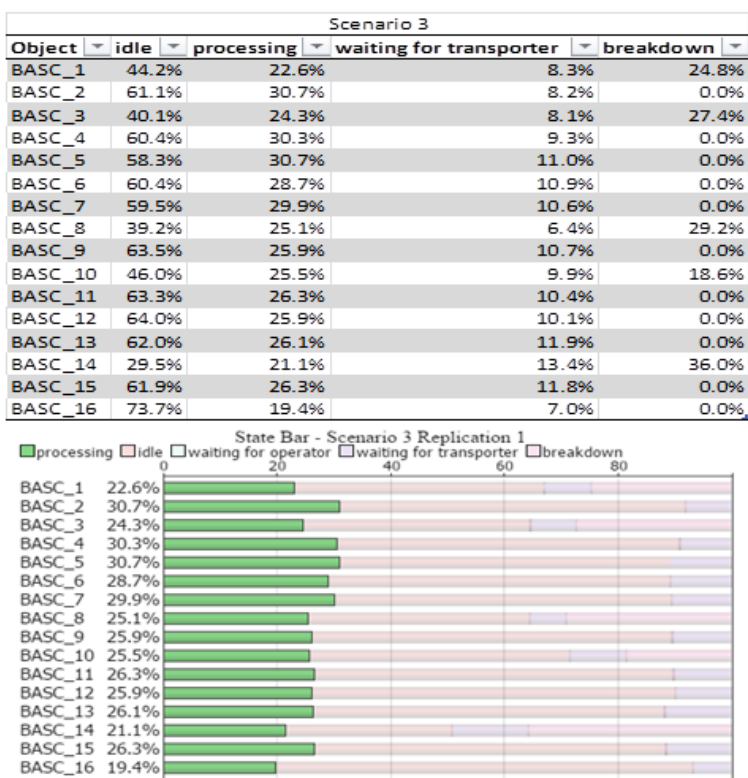 Scenario 3
Object idle processing waiting for transporter breakdown
BASC_1 44.2% 22.6% 8.3% 24.8%
BASC_2 61.1% 30.7% 8.2% 0.0%
BASC_3 40.1% 24.3% 8.1% 27.4%
BASC_4 60.4% 30.3% 9.3% 0.0%
BASC_5 58.3% 30.7% 11.0% 0.0%
BASC_6 60.4% 28.7% 10.9% 0.0%
BASC_7 59.5% 29.9% 10.6% 0.0%
BASC_8 39.2% 25.1% 6.4% 29.2%
BASC_9 63.5% 25.9% 10.7% 0.0%
BASC_10 46.0% 25.5% 9.9% 18.6%
BASC_11 63.3% 26.3% 10.4% 0.0%
BASC_12 64.0% 25.9% 10.1% 0.0%
BASC_13 62.0% 26.1% 11.9% 0.0%
BASC_14 29.5% 21.1% 13.4% 36.0%
BASC_15 61.9% 26.3% 11.8% 0.0%
BASC_16 73.7% 19.4% 7.0% 0.0%
State Bar - Scenario 3 Replication 1
processing idle waiting for operator waiting for transporter breakdown
0 20 40 60 80
BASC_1 22.6%
BASC_2 30.7%
BASC_3 24.3%
BASC_4 30.3%
BASC_5 30.7%
BASC_6 28.7%
BASC_7 29.9%
BASC_8 25.1%
BASC_9 25.9%
BASC_10 25.5%
BASC_11 26.3%
BASC_12 25.9%
BASC_13 26.1%
BASC_14 21.1%
BASC_15 26.3%
BASC_16 19.4%